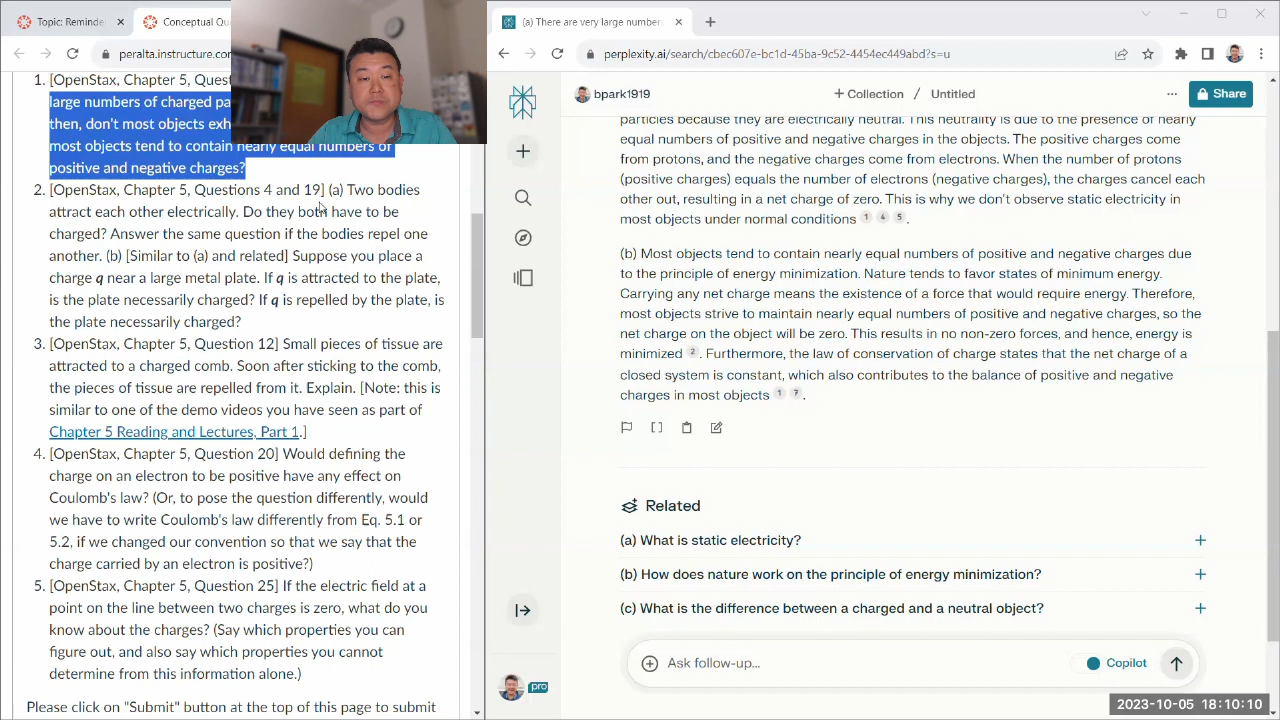 Topic: Remind
Conceptual Qu
peralta.instructure.co
1. [OpenStax, Chapter 5, Quest
large numbers of charged pa
then, don't most objects exh
most objects tend to contain nearly equal numbers of
positive and negative charges?
2. [OpenStax, Chapter 5, Questions 4 and 19] (a) Two bodies
attract each other electrically. Do they both have to be
charged? Answer the same question if the bodies repel one
another. (b) [Similar to (a) and related] Suppose you place a
charge q near a large metal plate. If q is attracted to the plate,
is the plate necessarily charged? If q is repelled by the plate, is
the plate necessarily charged?
3. [OpenStax, Chapter 5, Question 12] Small pieces of tissue are
attracted to a charged comb. Soon after sticking to the comb,
the pieces of tissue are repelled from it. Explain. [Note: this is
similar to one of the demo videos you have seen as part of
Chapter 5 Reading and Lectures, Part 1.]
4. [OpenStax, Chapter 5, Question 20] Would defining the
charge on an electron to be positive have any effect on
Coulomb's law? (Or, to pose the question differently, would
we have to write Coulomb's law differently from Eq. 5.1 or
5.2, if we changed our convention so that we say that the
charge carried by an electron is positive?)
5. [OpenStax, Chapter 5, Question 25] If the electric field at a
point on the line between two charges is zero, what do you
know about the charges? (Say which properties you can
figure out, and also say which properties you cannot
determine from this information alone.)
Please click on "Submit" button at the top of this page to submit
(a) There are very large number
perplexity.ai/search/cbec607e-bc1d-45ba-9c52-4454ec449abd?s=u
bpark1919
Collection / Untitled
Share
particles because they are electrically neutral. This neutrality is due to the presence of nearly
equal numbers of positive and negative charges in the objects. The positive charges come
from protons, and the negative charges come from electrons. When the number of protons
(positive charges) equals the number of electrons (negative charges), the charges cancel each
other out, resulting in a net charge of zero. This is why we don't observe static electricity in
most objects under normal conditions 1 4 5 .
(b) Most objects tend to contain nearly equal numbers of positive and negative charges due
to the principle of energy minimization. Nature tends to favor states of minimum energy.
Carrying any net charge means the existence of a force that would require energy. Therefore,
most objects strive to maintain nearly equal numbers of positive and negative charges, so the
net charge on the object will be zero. This results in no non-zero forces, and hence, energy is
minimized 2 . Furthermore, the law of conservation of charge states that the net charge of a
closed system is constant, which also contributes to the balance of positive and negative
charges in most objects 1 7 .
Related
(a) What is static electricity?
(b) How does nature work on the principle of energy minimization?
(c) What is the difference between a charged and a neutral object?
Ask follow-up...
Copilot
pro
2023-10-05 18:10:10